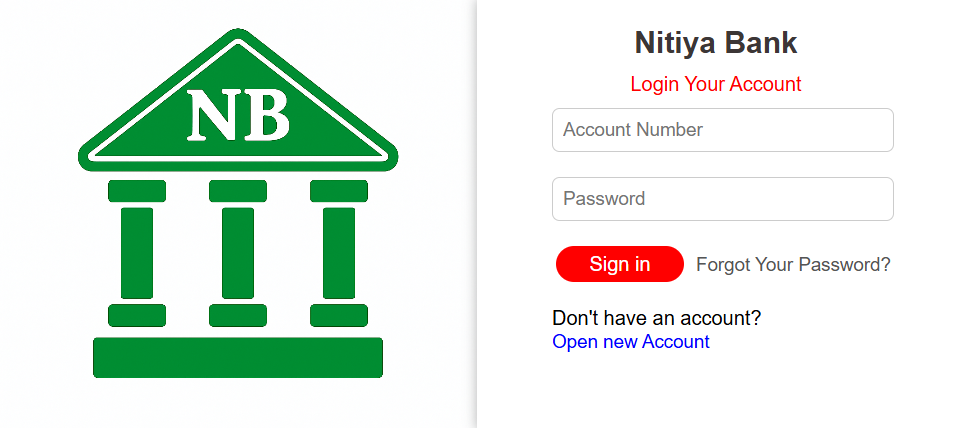 NB
Nitiya Bank
Login Your Account
Account Number
Password
Sign in
Forgot Your Password?
Don't have an account?
Open new Account